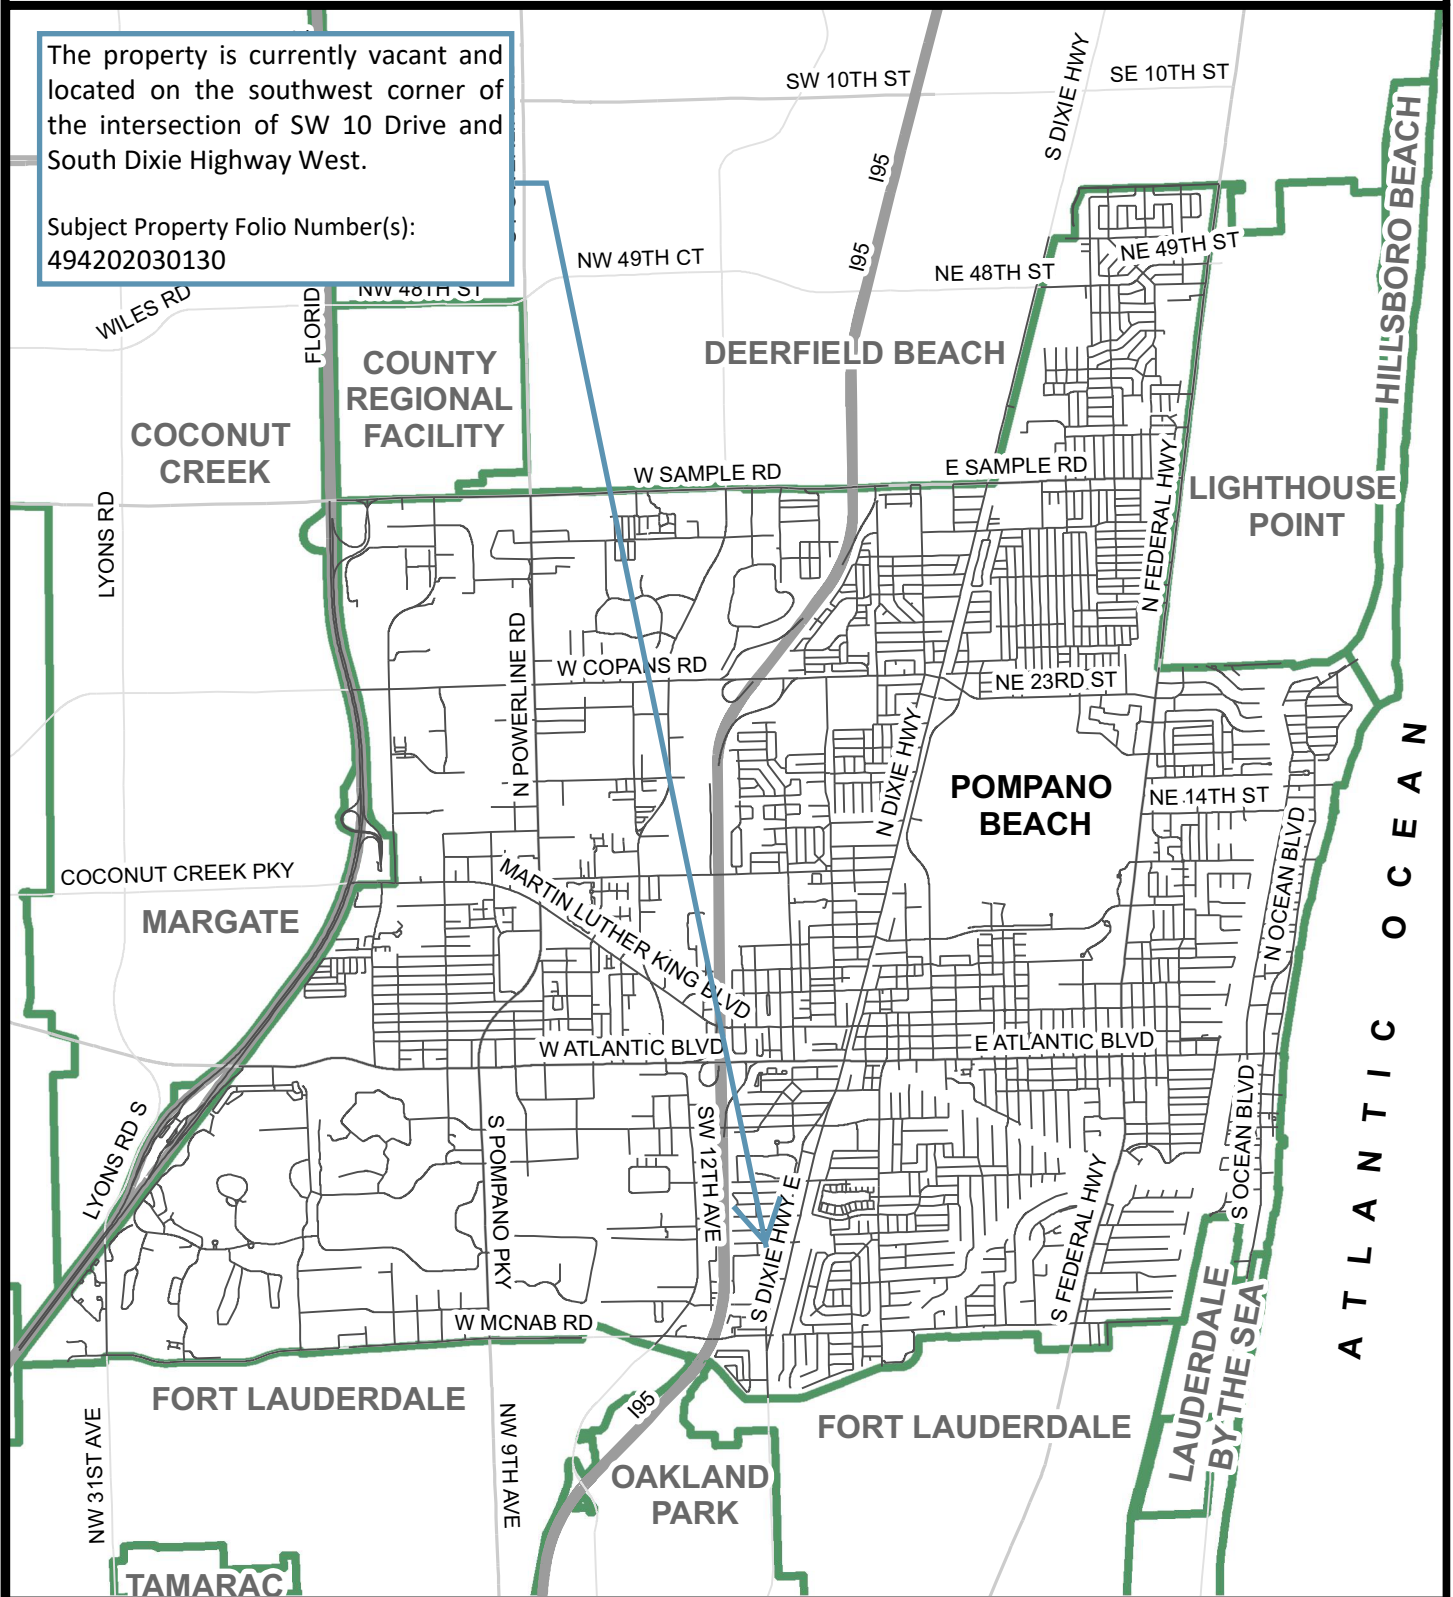 The property is currently vacant and
located on the southwest corner of
the intersection of SW 10 Drive and
South Dixie Highway West.
Subject Property Folio Number(s):
494202030130
SW 10TH ST
SE 10TH ST
S DIXIE HWY
HILLSBORO BEACH
I95
I95
NW 49TH CT
NE 49TH ST
NE 48TH ST
NW 48TH ST
WILES RD
FLORID
COUNTY
REGIONAL
FACILITY
DEERFIELD BEACH
COCONUT
CREEK
LYONS RD
W SAMPLE RD
E SAMPLE RD
N FEDERAL HWY
LIGHTHOUSE
POINT
N POWERLINE RD
W COPANS RD
NE 23RD ST
N DIXIE HWY
POMPANO
BEACH
NE 14TH ST
N OCEAN BLVD
ATLANTIC OCEAN
COCONUT CREEK PKY
MARGATE
MARTIN LUTHER KING BLVD
W ATLANTIC BLVD
E ATLANTIC BLVD
LYONS RD S
S POMPANO PKY
SW 12TH AVE
S DIXIE HWY E
S FEDERAL HWY
S OCEAN BLVD
W MCNAB RD
LAUDERDALE
BY THE SEA
FORT LAUDERDALE
FORT LAUDERDALE
NW 31ST AVE
NW 9TH AVE
I95
OAKLAND
PARK
TAMARAC